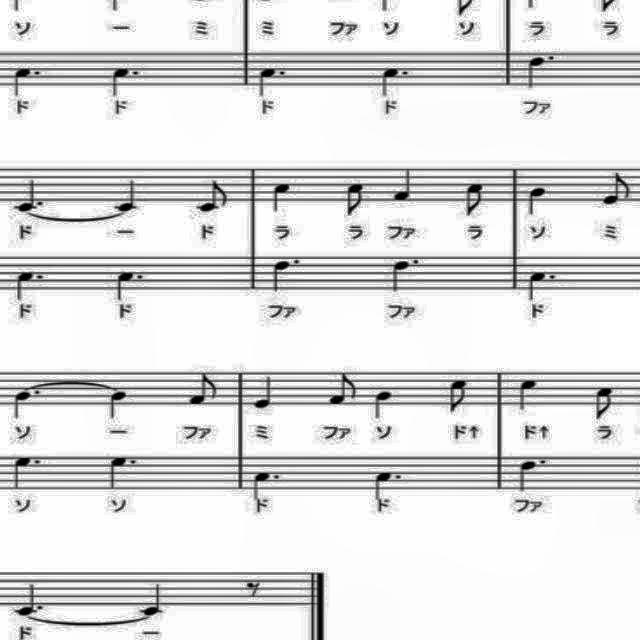 ソ ー ミ ミ ファ ソ ソ ラ ラ
ド ド ド ド ファ
ド ー ド ラ ラ ファ ラ ソ ミ
ド ド ファ ファ ド
ソ ー ファ ミ ファ ソ ド↑ ド↑ ラ
ソ ソ ド ド ファ
ド ー